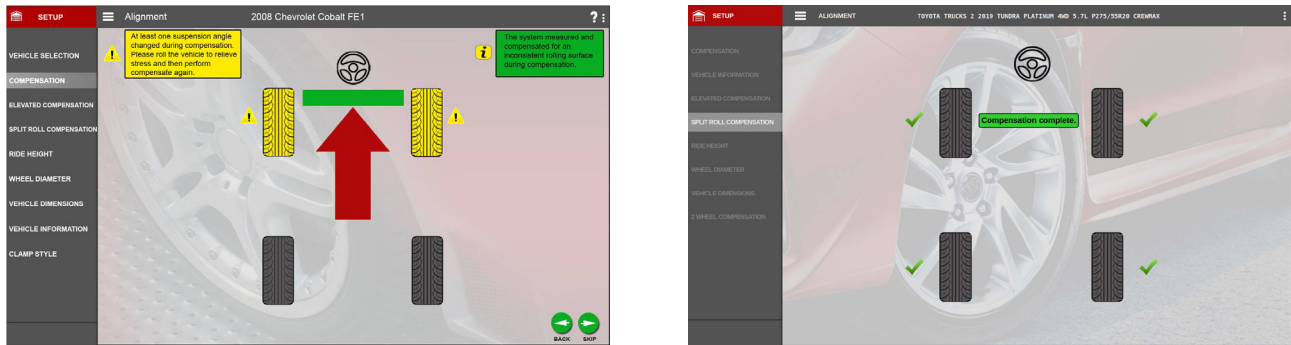 SETUP
Alignment
2008 Chevrolet Cobalt FE1
?
VEHICLE SELECTION
COMPENSATION
ELEVATED COMPENSATION
SPLIT ROLL COMPENSATION
RIDE HEIGHT
WHEEL DIAMETER
VEHICLE DIMENSIONS
VEHICLE INFORMATION
CLAMP STYLE
!
At least one suspension angle
changed during compensation.
Please roll the vehicle to relieve
stress and then perform
compensate again.
i
The system measured and
compensated for an
inconsistent rolling surface
during compensation.
!
!
BACK
SKIP
SETUP
ALIGNMENT
TOYOTA TRUCKS 2 2019 TUNDRA PLATINUM 4WD 5.7L P275/55R20 CREWMAX
COMPENSATION
VEHICLE INFORMATION
ELEVATED COMPENSATION
SPLIT ROLL COMPENSATION
RIDE HEIGHT
WHEEL DIAMETER
VEHICLE DIMENSIONS
2 WHEEL COMPENSATION
Compensation complete.